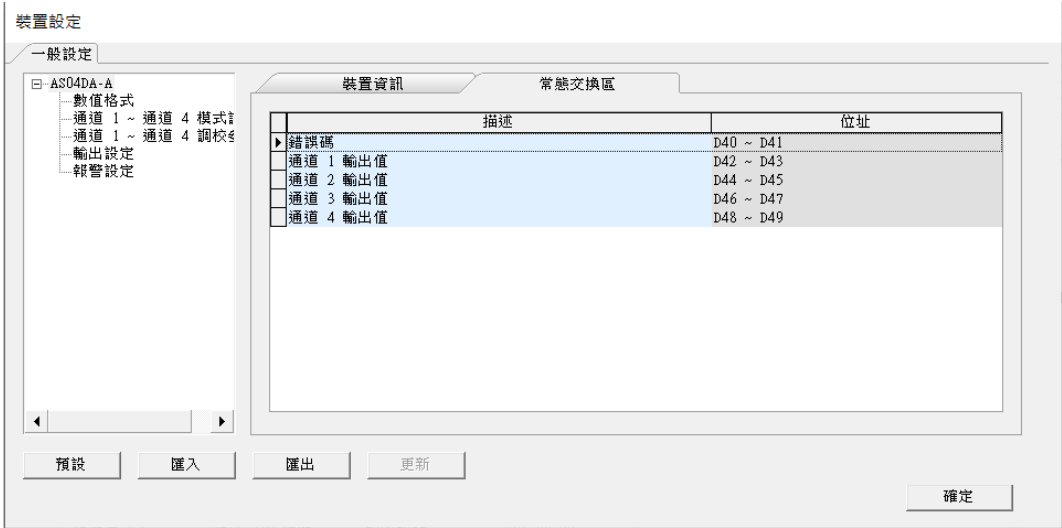 裝置設定
一般設定
AS04DA-A
數值格式
通道 1 ~ 通道 4 模式
通道 1 ~ 通道 4 調校
輸出設定
報警設定
裝置資訊
常態交換區
描述 位址
錯誤碼 D40 ~ D41
通道 1 輸出值 D42 ~ D43
通道 2 輸出值 D44 ~ D45
通道 3 輸出值 D46 ~ D47
通道 4 輸出值 D48 ~ D49
預設 匯入 匯出 更新
確定